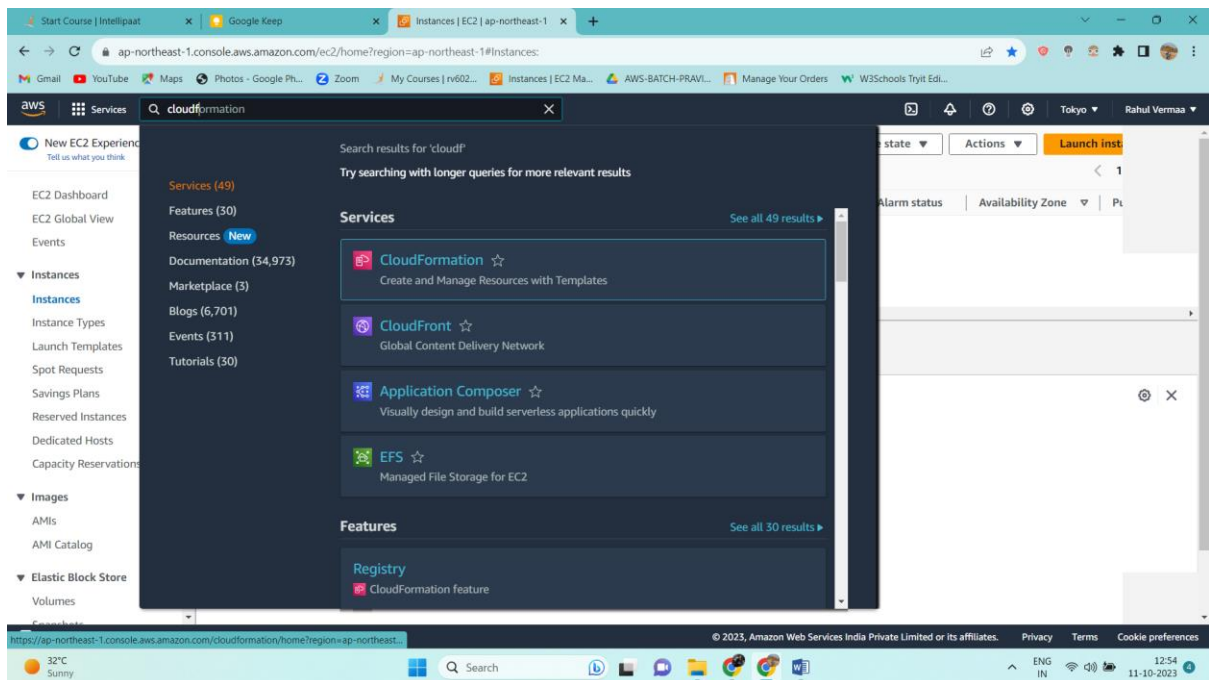 Start Course | Intellipaat
Google Keep
Instances | EC2 | ap-northeast-1
ap-northeast-1.console.aws.amazon.com/ec2/home?region=ap-northeast-1#Instances:
Gmail YouTube Maps Photos - Google Ph... Zoom My Courses | rv602... Instances | EC2 Ma... AWS-BATCH-PRAVI... Manage Your Orders W3Schools Tryit Edi...
aws Services cloudformation Tokyo Rahul Vermaa
New EC2 Experienc
Tell us what you think
EC2 Dashboard
EC2 Global View
Events
Instances
Instances
Instance Types
Launch Templates
Spot Requests
Savings Plans
Reserved Instances
Dedicated Hosts
Capacity Reservations
Images
AMIs
AMI Catalog
Elastic Block Store
Volumes
Services (49)
Features (30)
Resources New
Documentation (34,973)
Marketplace (3)
Blogs (6,701)
Events (311)
Tutorials (30)
Search results for 'cloudf'
Try searching with longer queries for more relevant results
Services See all 49 results
CloudFormation
Create and Manage Resources with Templates
CloudFront
Global Content Delivery Network
Application Composer
Visually design and build serverless applications quickly
EFS
Managed File Storage for EC2
Features See all 30 results
Registry
CloudFormation feature
state Actions Launch inst
1
Alarm status Availability Zone Pu
https://ap-northeast-1.console.aws.amazon.com/cloudformation/home?region=ap-northeast...
© 2023, Amazon Web Services India Private Limited or its affiliates. Privacy Terms Cookie preferences
32°C
Sunny
Search
ENG
IN
12:54
11-10-2023
4